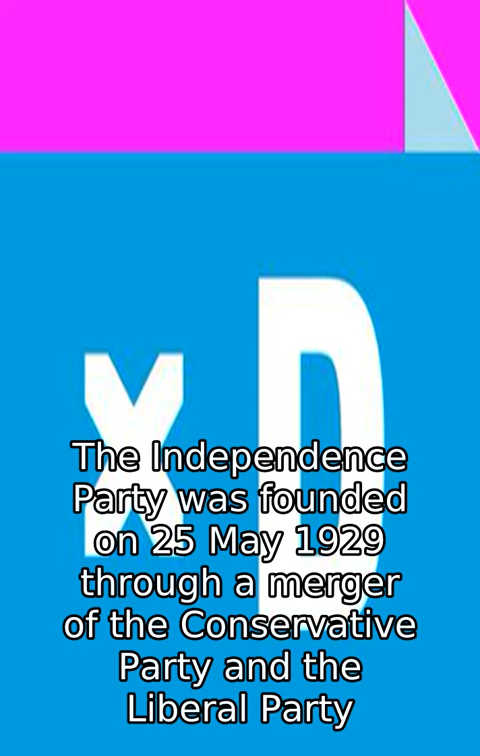 x D
The Independence
Party was founded
on 25 May 1929
through a merger
of the Conservative
Party and the
Liberal Party